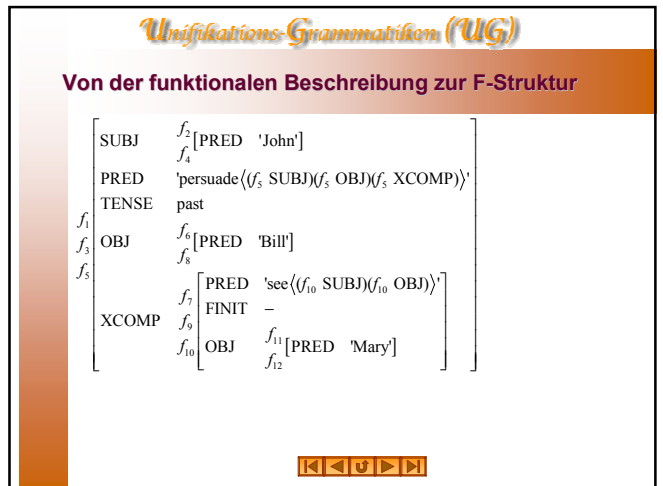 Unifikations-Grammatiken (UG)
Von der funktionalen Beschreibung zur F-Struktur
SUBJ f2 f4 [PRED 'John']
PRED 'persuade⟨(f5 SUBJ)(f5 OBJ)(f5 XCOMP)⟩'
TENSE past
f1 f3 f5
OBJ f6 f8 [PRED 'Bill']
XCOMP f7 f9 f10
PRED 'see⟨(f10 SUBJ)(f10 OBJ)⟩'
FINIT –
OBJ f11 f12 [PRED 'Mary']